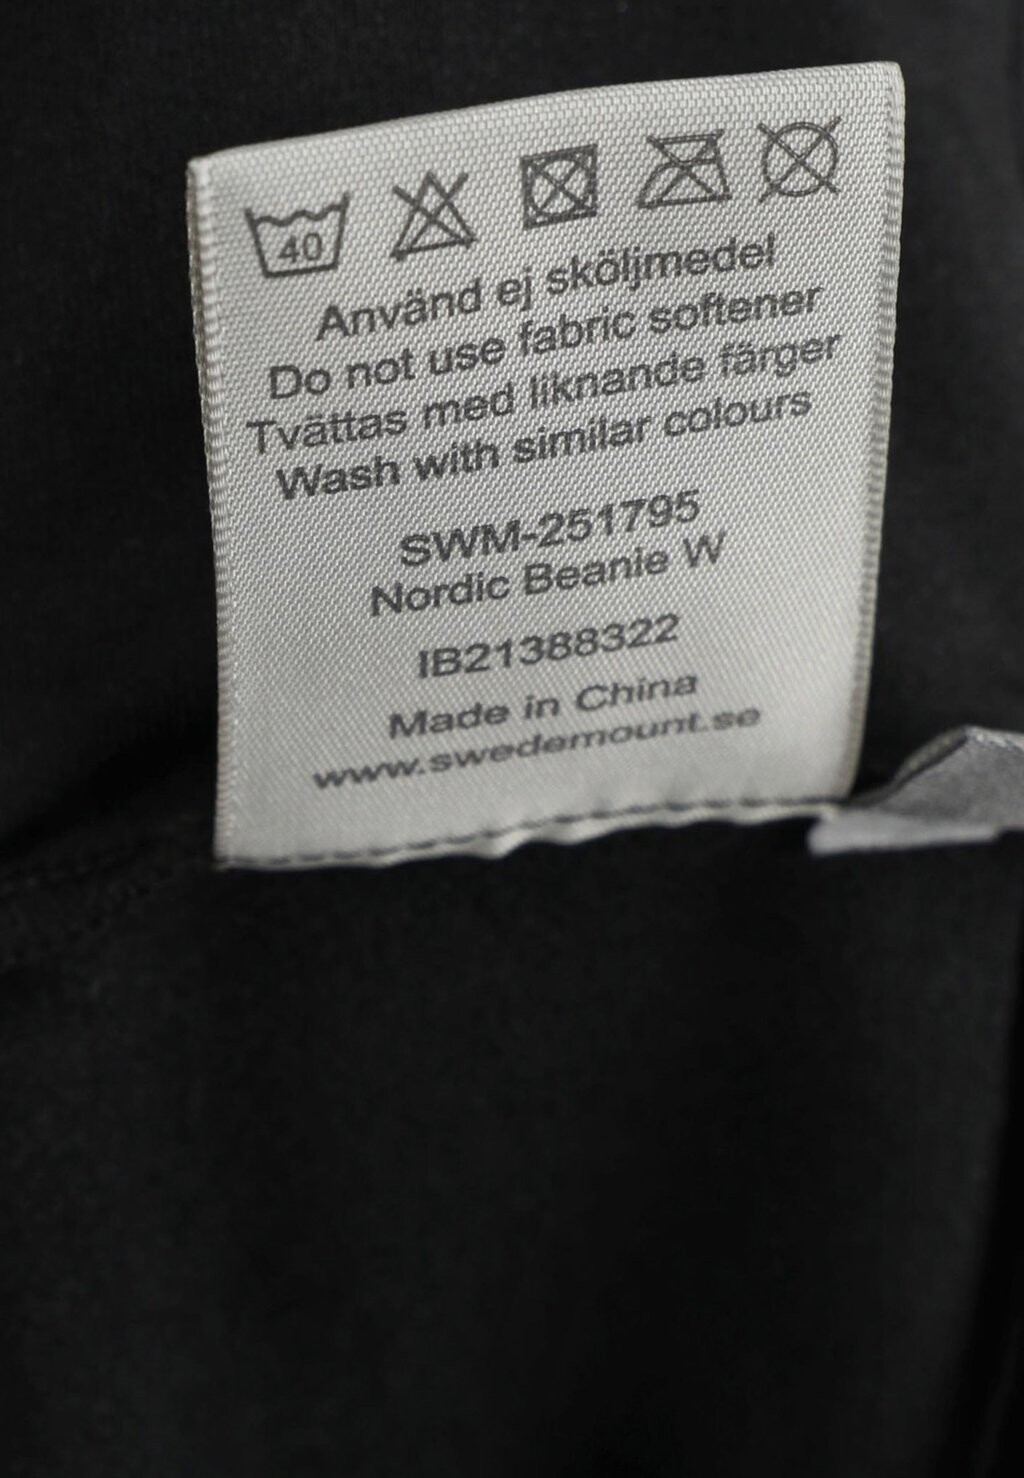 40
Använd ej sköljmedel
Do not use fabric softener
Tvättas med liknande färger
Wash with similar colours
SWM-251795
Nordic Beanie W
IB21388322
Made in China
www.swedemount.se